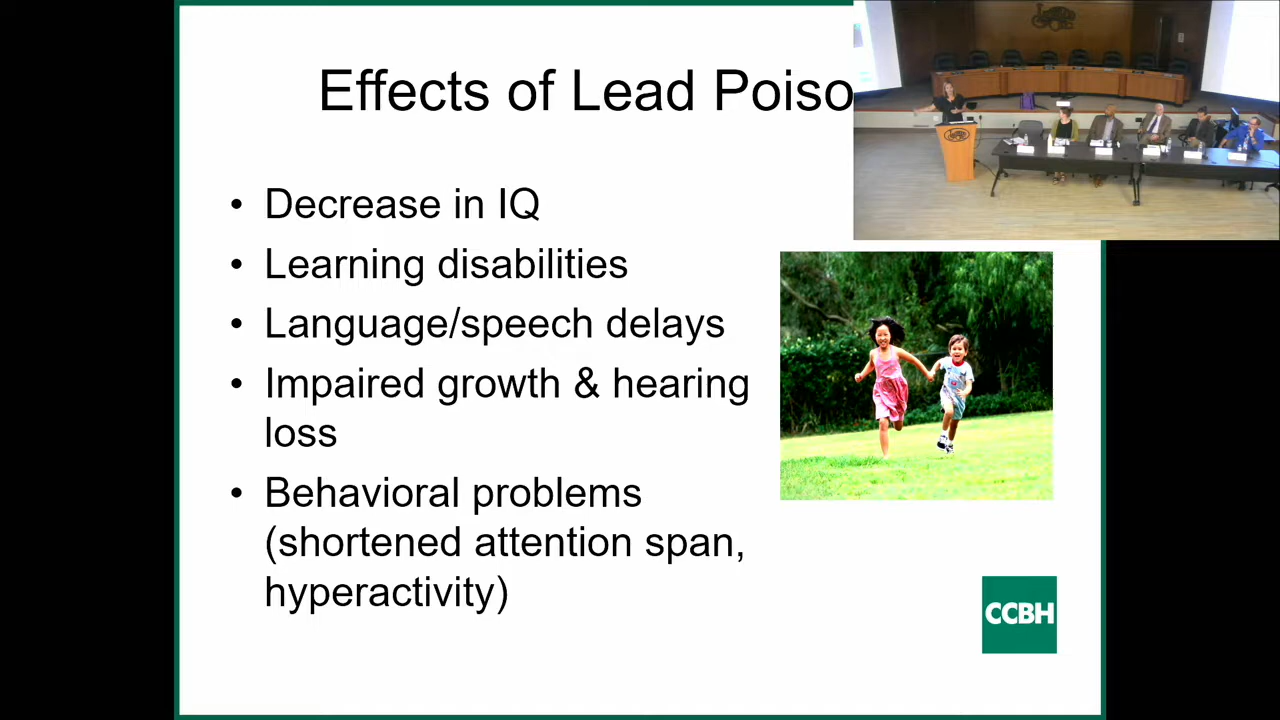 Effects of Lead Poiso
• Decrease in IQ
• Learning disabilities
• Language/speech delays
• Impaired growth & hearing
loss
• Behavioral problems
(shortened attention span,
hyperactivity)
CCBH